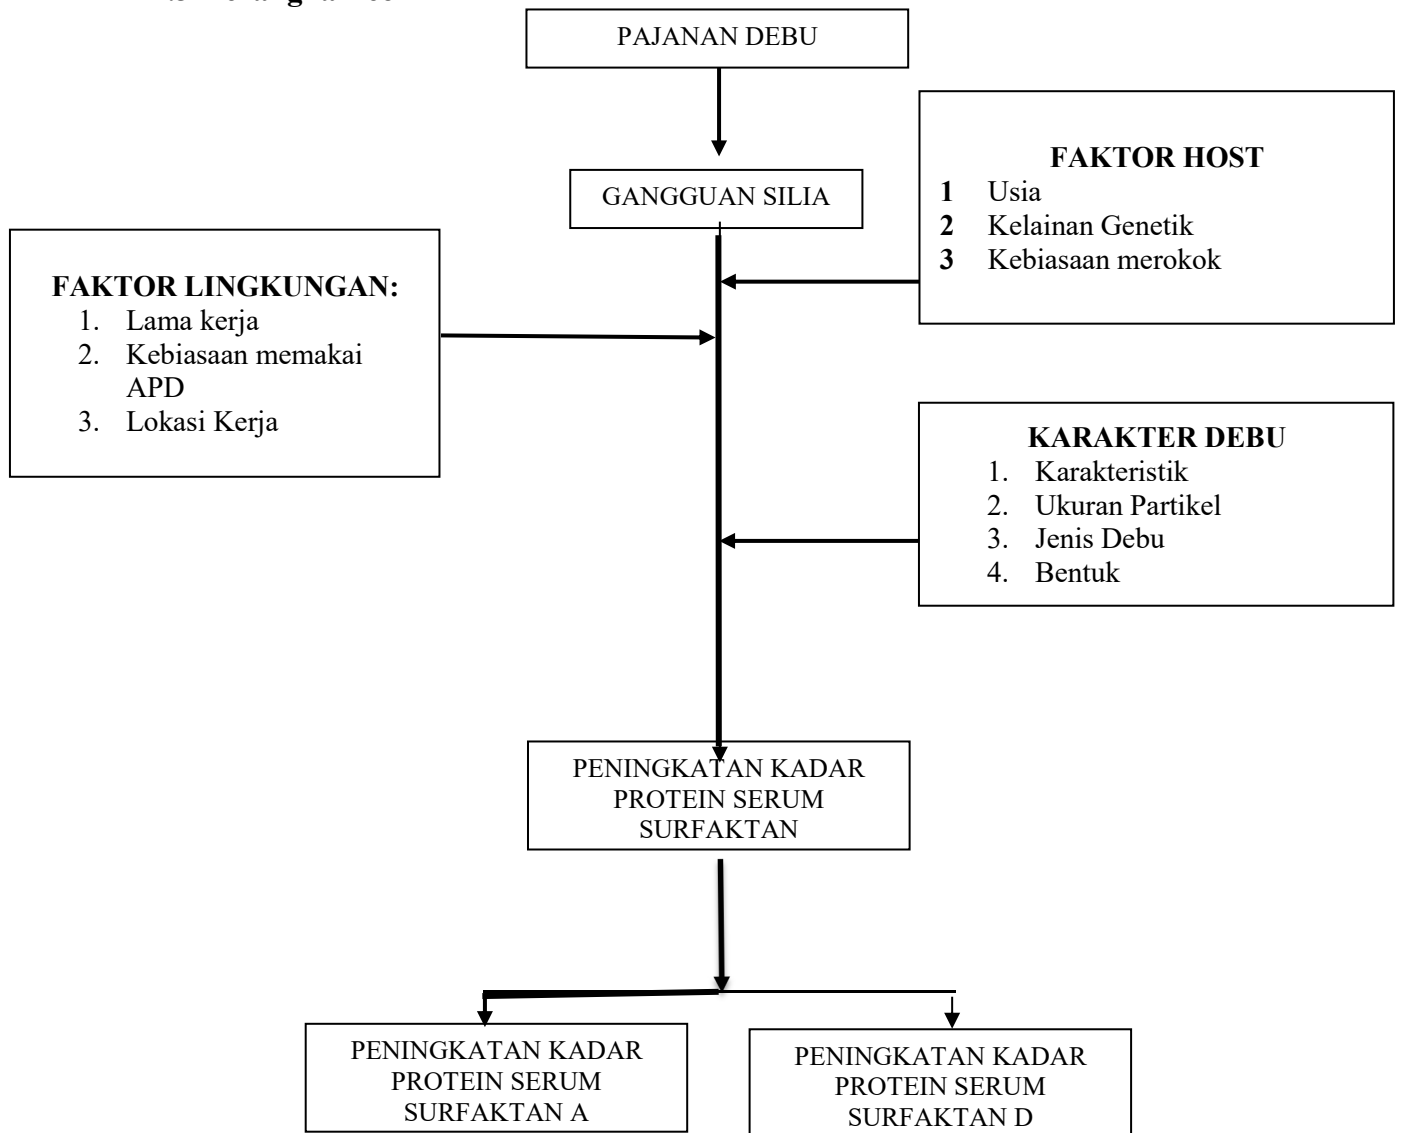 PAJANAN DEBU
GANGGUAN SILIA
FAKTOR HOST
1 Usia
2 Kelainan Genetik
3 Kebiasaan merokok
FAKTOR LINGKUNGAN:
1. Lama kerja
2. Kebiasaan memakai
APD
3. Lokasi Kerja
KARAKTER DEBU
1. Karakteristik
2. Ukuran Partikel
3. Jenis Debu
4. Bentuk
PENINGKATAN KADAR
PROTEIN SERUM
SURFAKTAN
PENINGKATAN KADAR
PROTEIN SERUM
SURFAKTAN A
PENINGKATAN KADAR
PROTEIN SERUM
SURFAKTAN D